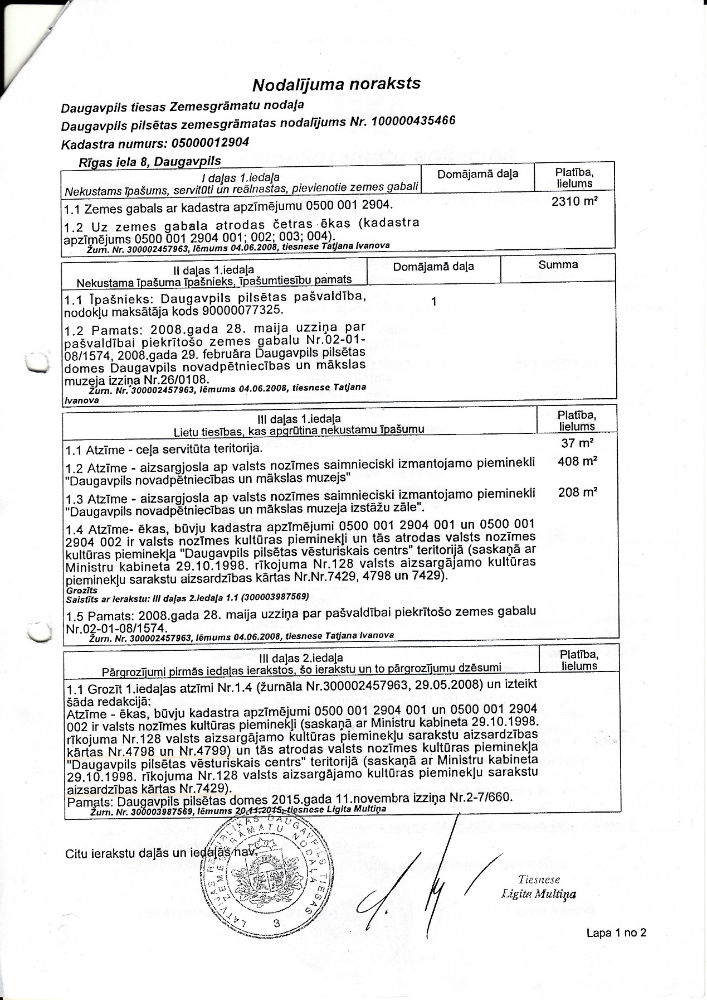 Nodalījuma noraksts
Daugavpils tiesas Zemesgrāmatu nodaļa
Daugavpils pilsētas zemesgrāmatas nodalījums Nr. 100000435466
Kadastra numurs: 05000012904
Rīgas iela 8, Daugavpils
I daļas 1.iedaļa
Nekustams īpašums, servitūti un reālnastas, pievienotie zemes gabali
Domājamā daļa
Platība,
lielums
1.1 Zemes gabals ar kadastra apzīmējumu 0500 001 2904.
2310 m²
1.2 Uz zemes gabala atrodas četras ēkas (kadastra
apzīmējums 0500 001 2904 001; 002; 003; 004).
Žurn. Nr. 300002457963, lēmums 04.06.2008, tiesnese Tatjana Ivanova
II daļas 1.iedaļa
Nekustama īpašuma īpašnieks, īpašumtiesību pamats
Domājamā daļa
Summa
1.1 Īpašnieks: Daugavpils pilsētas pašvaldība,
nodokļu maksātāja kods 90000077325.
1
1.2 Pamats: 2008.gada 28. maija uzziņa par
pašvaldībai piekrītošo zemes gabalu Nr.02-01-
08/1574, 2008.gada 29. februāra Daugavpils pilsētas
domes Daugavpils novadpētniecības un mākslas
muzeja izziņa Nr.26/0108.
Žurn. Nr. 300002457963, lēmums 04.06.2008, tiesnese Tatjana
Ivanova
III daļas 1.iedaļa
Lietu tiesības, kas apgrūtina nekustamu īpašumu
Platība,
lielums
1.1 Atzīme - ceļa servitūta teritorija.
37 m²
1.2 Atzīme - aizsargjosla ap valsts nozīmes saimnieciski izmantojamo pieminekli
"Daugavpils novadpētniecības un mākslas muzejs"
408 m²
1.3 Atzīme - aizsargjosla ap valsts nozīmes saimnieciski izmantojamo pieminekli
"Daugavpils novadpētniecības un mākslas muzeja izstāžu zāle".
208 m²
1.4 Atzīme- ēkas, būvju kadastra apzīmējumi 0500 001 2904 001 un 0500 001
2904 002 ir valsts nozīmes kultūras pieminekļi un tās atrodas valsts nozīmes
kultūras pieminekļa "Daugavpils pilsētas vēsturiskais centrs" teritorijā (saskaņā ar
Ministru kabineta 29.10.1998. rīkojuma Nr.128 valsts aizsargājamo kultūras
pieminekļu sarakstu aizsardzības kārtas Nr.Nr.7429, 4798 un 7429).
Grozīts
Saistīts ar ierakstu: III daļas 2.iedaļa 1.1 (300003987569)
1.5 Pamats: 2008.gada 28. maija uzziņa par pašvaldībai piekrītošo zemes gabalu
Nr.02-01-08/1574.
Žurn. Nr. 300002457963, lēmums 04.06.2008, tiesnese Tatjana Ivanova
III daļas 2.iedaļa
Pārgrozījumi pirmās iedaļas ierakstos, šo ierakstu un to pārgrozījumu dzēsumi
Platība,
lielums
1.1 Grozīt 1.iedaļas atzīmi Nr.1.4 (žurnāla Nr.300002457963, 29.05.2008) un izteikt
šāda redakcijā:
Atzīme - ēkas, būvju kadastra apzīmējumi 0500 001 2904 001 un 0500 001 2904
002 ir valsts nozīmes kultūras pieminekļi (saskaņā ar Ministru kabineta 29.10.1998.
rīkojuma Nr.128 valsts aizsargājamo kultūras pieminekļu sarakstu aizsardzības
kārtas Nr.4798 un Nr.4799) un tās atrodas valsts nozīmes kultūras pieminekļa
"Daugavpils pilsētas vēsturiskais centrs" teritorijā (saskaņā ar Ministru kabineta
29.10.1998. rīkojuma Nr.128 valsts aizsargājamo kultūras pieminekļu sarakstu
aizsardzības kārtas Nr.7429).
Pamats: Daugavpils pilsētas domes 2015.gada 11.novembra izziņa Nr.2-7/660.
Žurn. Nr. 300003987569, lēmums 20.11.2015, tiesnese Ligita Multiņa
Citu ierakstu daļās un iedaļās nav.
LATVIJAS REPUBLIKAS DAUGAVPILS TIESAS
ZEMESGRĀMATU NODAĻA
3
Tiesnese
Ligita Multiņa
Lapa 1 no 2